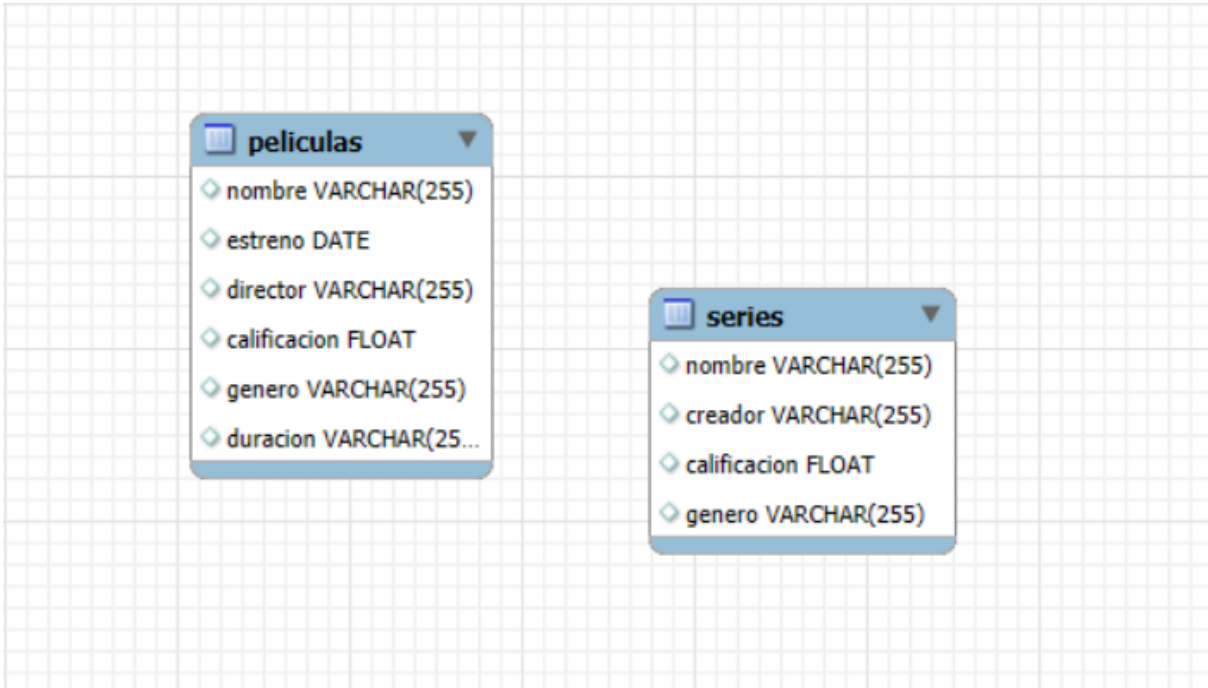 peliculas
nombre VARCHAR(255)
estreno DATE
director VARCHAR(255)
calificacion FLOAT
genero VARCHAR(255)
duracion VARCHAR(25...
series
nombre VARCHAR(255)
creador VARCHAR(255)
calificacion FLOAT
genero VARCHAR(255)